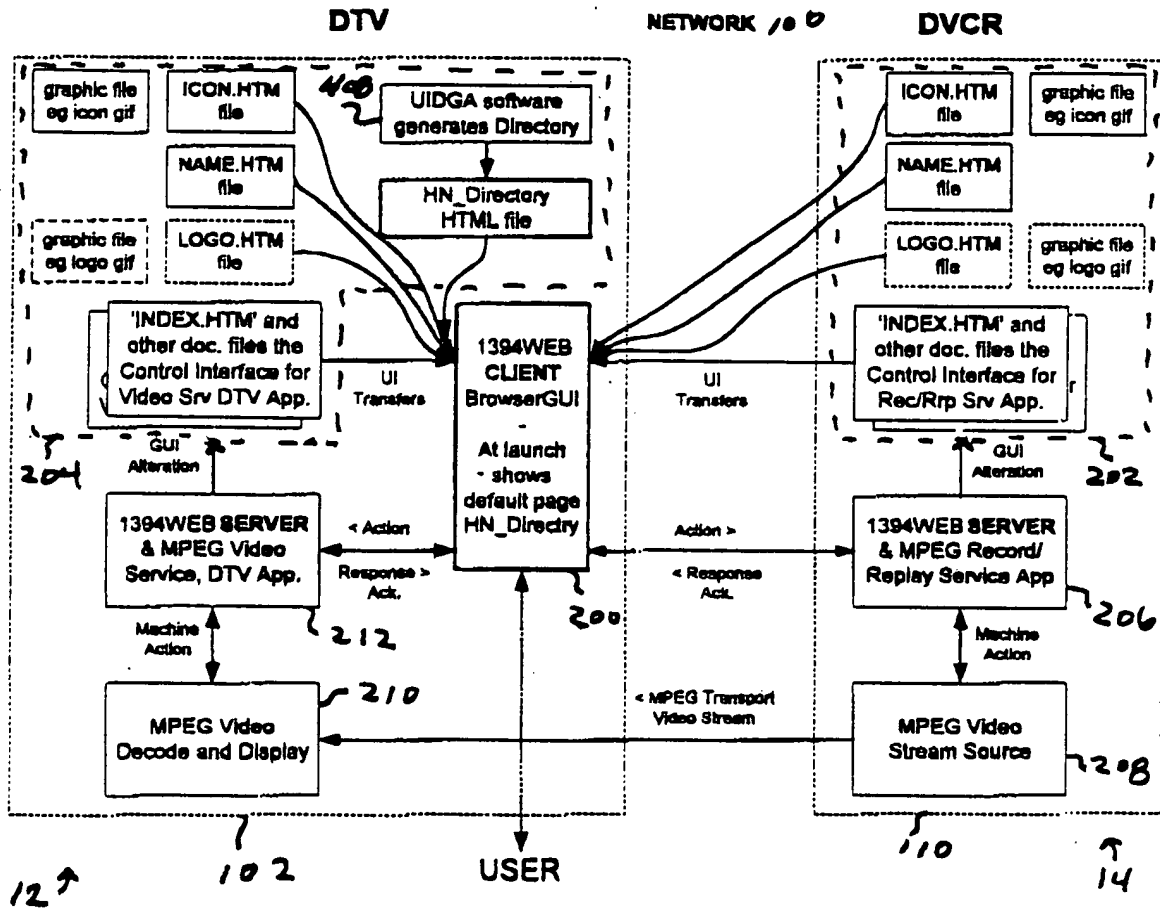 DTV
NETWORK 100
DVCR
graphic file
eg icon gif
ICON.HTM
file
408
UIDGA software
generates Directory
ICON.HTM
file
graphic file
eg icon gif
NAME.HTM
file
HN_Directory
HTML file
NAME.HTM
file
graphic file
eg logo gif
LOGO.HTM
file
LOGO.HTM
file
graphic file
eg logo gif
'INDEX.HTM' and
other doc. files the
Control Interface for
Video Srv DTV App.
UI
Transfers
1394WEB
CLIENT
BrowserGUI
-
At launch
- shows
default page
HN_Directry
UI
Transfers
'INDEX.HTM' and
other doc. files the
Control Interface for
Rec/Rrp Srv App.
r
204
GUI
Alteration
GUI
Alteration
202
1394WEB SERVER
& MPEG Video
Service, DTV App.
< Action
Response >
Ack.
Action >
< Response
Ack.
1394WEB SERVER
& MPEG Record/
Replay Service App
212
200
206
Machine
Action
Machine
Action
210
MPEG Video
Decode and Display
< MPEG Transport
Video Stream
MPEG Video
Stream Source
208
12
102
USER
110
14